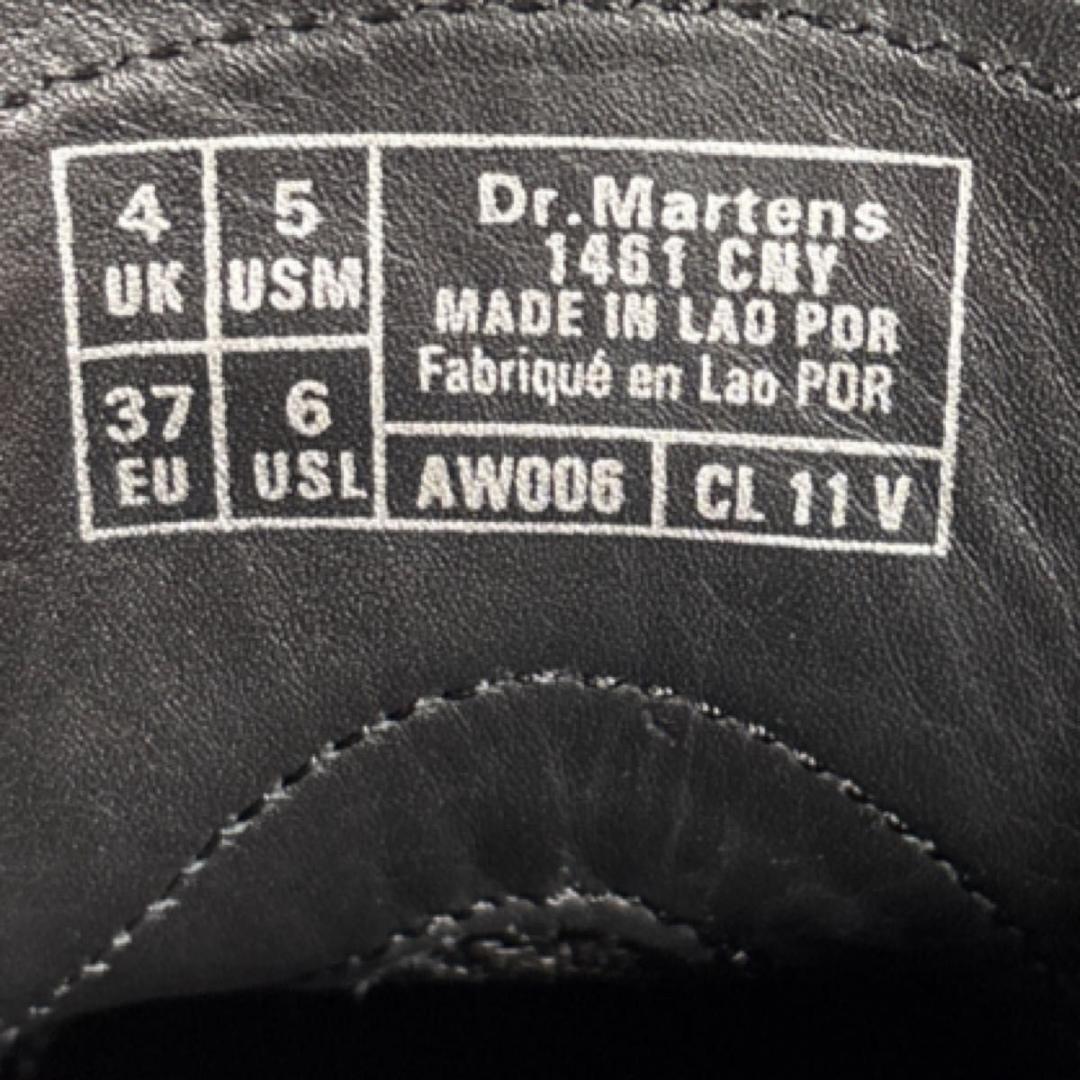 4
UK
5
USM
37
EU
6
USL
Dr.Martens
1461 CNY
MADE IN LAO PDR
Fabriqué en Lao PDR
AW006
CL 11 V